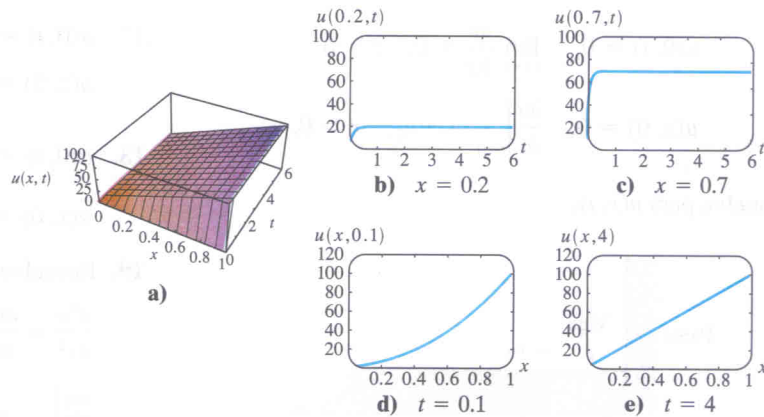 u(0.2, t)
100
80
60
40
20
1 2 3 4 5 6 t
b) x = 0.2
u(0.7, t)
100
80
60
40
20
1 2 3 4 5 6 t
c) x = 0.7
100
75
50
25
0
u(x, t)
0 0.2 0.4 0.6 0.8 1
x
0 2 4 6
t
a)
u(x, 0.1)
120
100
80
60
40
20
0.2 0.4 0.6 0.8 1 x
d) t = 0.1
u(x, 4)
120
100
80
60
40
20
0.2 0.4 0.6 0.8 1 x
e) t = 4